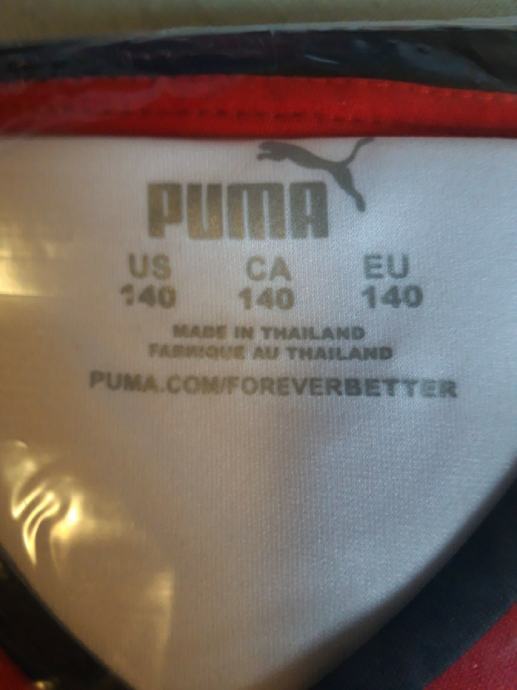 PUMA
US CA EU
140 140 140
MADE IN THAILAND
FABRIQUE AU THAILAND
PUMA.COM/FOREVERBETTER